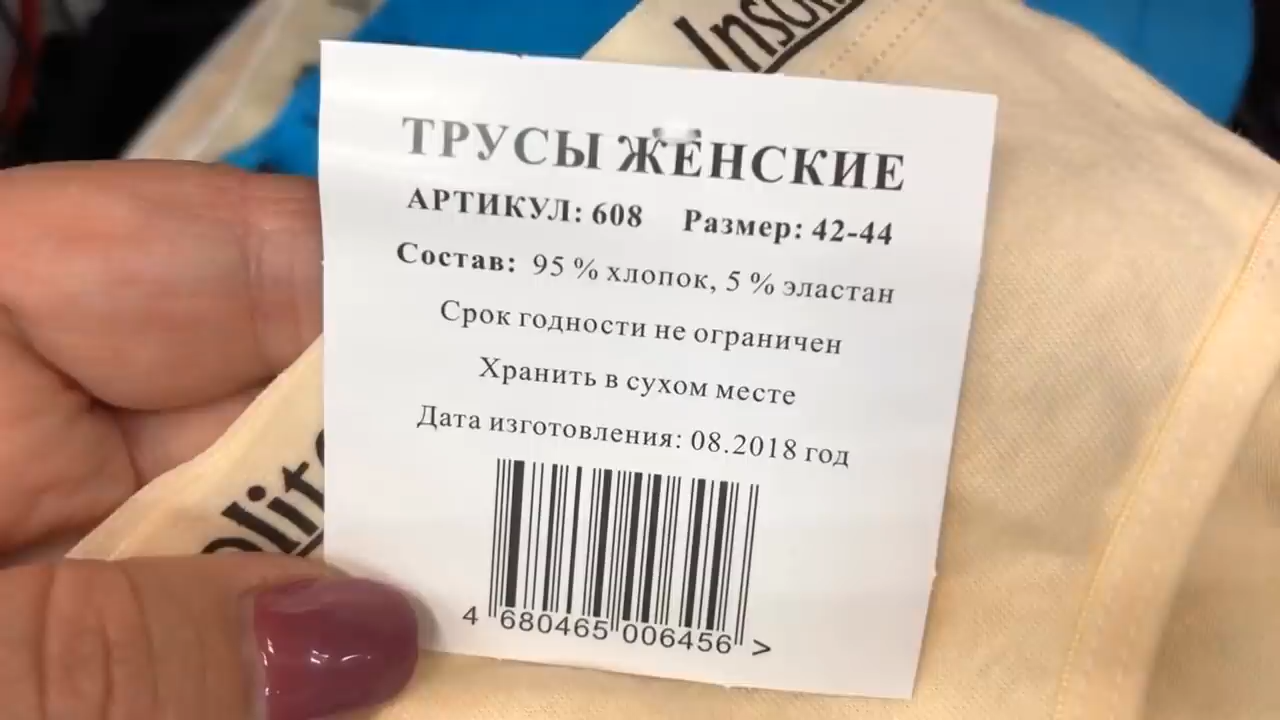 ТРУСЫ ЖЕНСКИЕ
АРТИКУЛ: 608 Размер: 42-44
Состав: 95 % хлопок, 5 % эластан
Срок годности не ограничен
Хранить в сухом месте
Дата изготовления: 08.2018 год
4 680465 006456 >